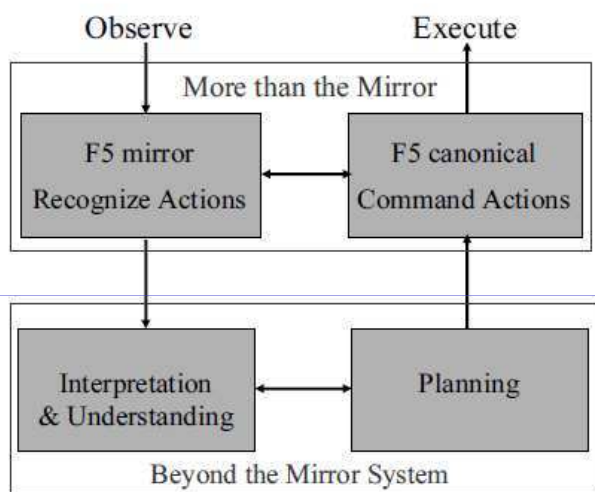 Observe
Execute
More than the Mirror
F5 mirror
Recognize Actions
F5 canonical
Command Actions
Interpretation
& Understanding
Planning
Beyond the Mirror System